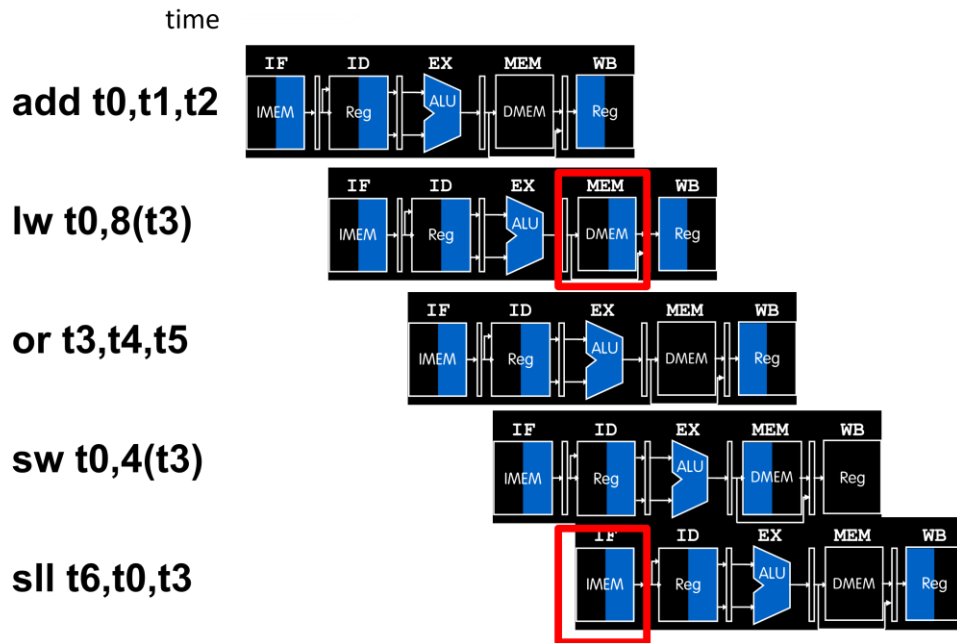 time
IF ID EX MEM WB
add t0,t1,t2
IMEM Reg ALU DMEM Reg
IF ID EX MEM WB
lw t0,8(t3)
IMEM Reg ALU DMEM Reg
IF ID EX MEM WB
or t3,t4,t5
IMEM Reg ALU DMEM Reg
IF ID EX MEM WB
sw t0,4(t3)
IMEM Reg ALU DMEM Reg
IF ID EX MEM WB
sll t6,t0,t3
IMEM Reg ALU DMEM Reg